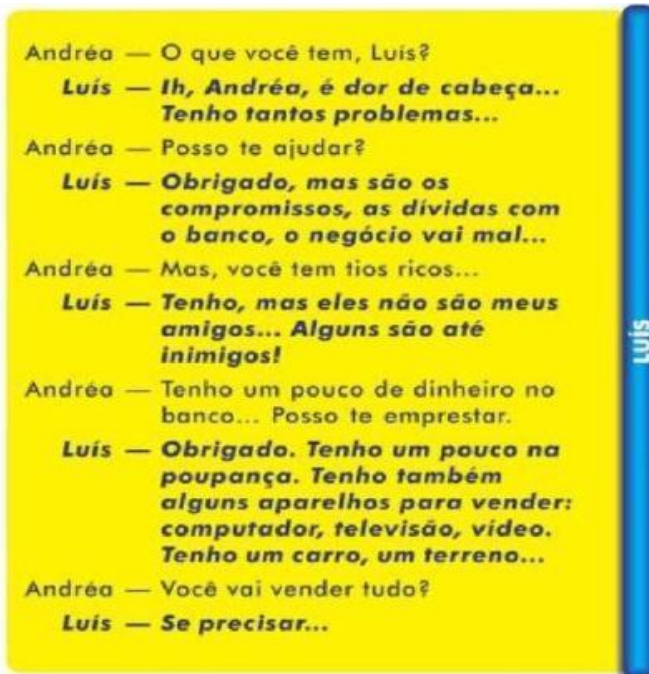 Andréa — O que você tem, Luís?
Luís — Ih, Andréa, é dor de cabeça...
Tenho tantos problemas...
Andréa — Posso te ajudar?
Luís — Obrigado, mas são os
compromissos, as dívidas com
o banco, o negócio vai mal...
Andréa — Mas, você tem tios ricos...
Luís — Tenho, mas eles não são meus
amigos... Alguns são até
inimigos!
Andréa — Tenho um pouco de dinheiro no
banco... Posso te emprestar.
Luís — Obrigado. Tenho um pouco na
poupança. Tenho também
alguns aparelhos para vender:
computador, televisão, vídeo.
Tenho um carro, um terreno...
Andréa — Você vai vender tudo?
Luís — Se precisar...
LUÍS